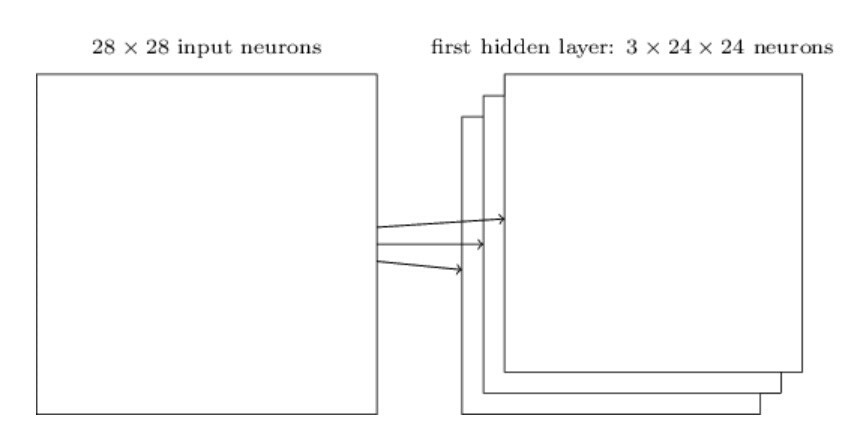 28 × 28 input neurons
first hidden layer: 3 × 24 × 24 neurons